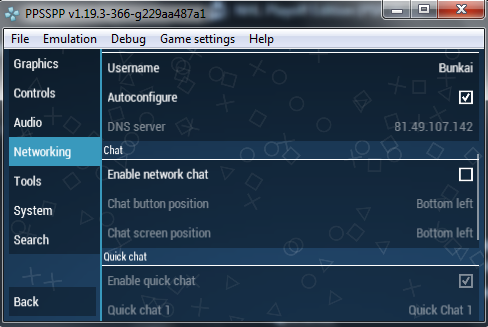 PPSSPP v1.19.3-366-g229aa487a1
File Emulation Debug Game settings Help
Graphics
Controls
Audio
Networking
Tools
System
Search
Back
Username Bunkai
Autoconfigure
DNS server 81.49.107.142
Chat
Enable network chat
Chat button position Bottom left
Chat screen position Bottom left
Quick chat
Enable quick chat
Quick chat 1 Quick Chat 1